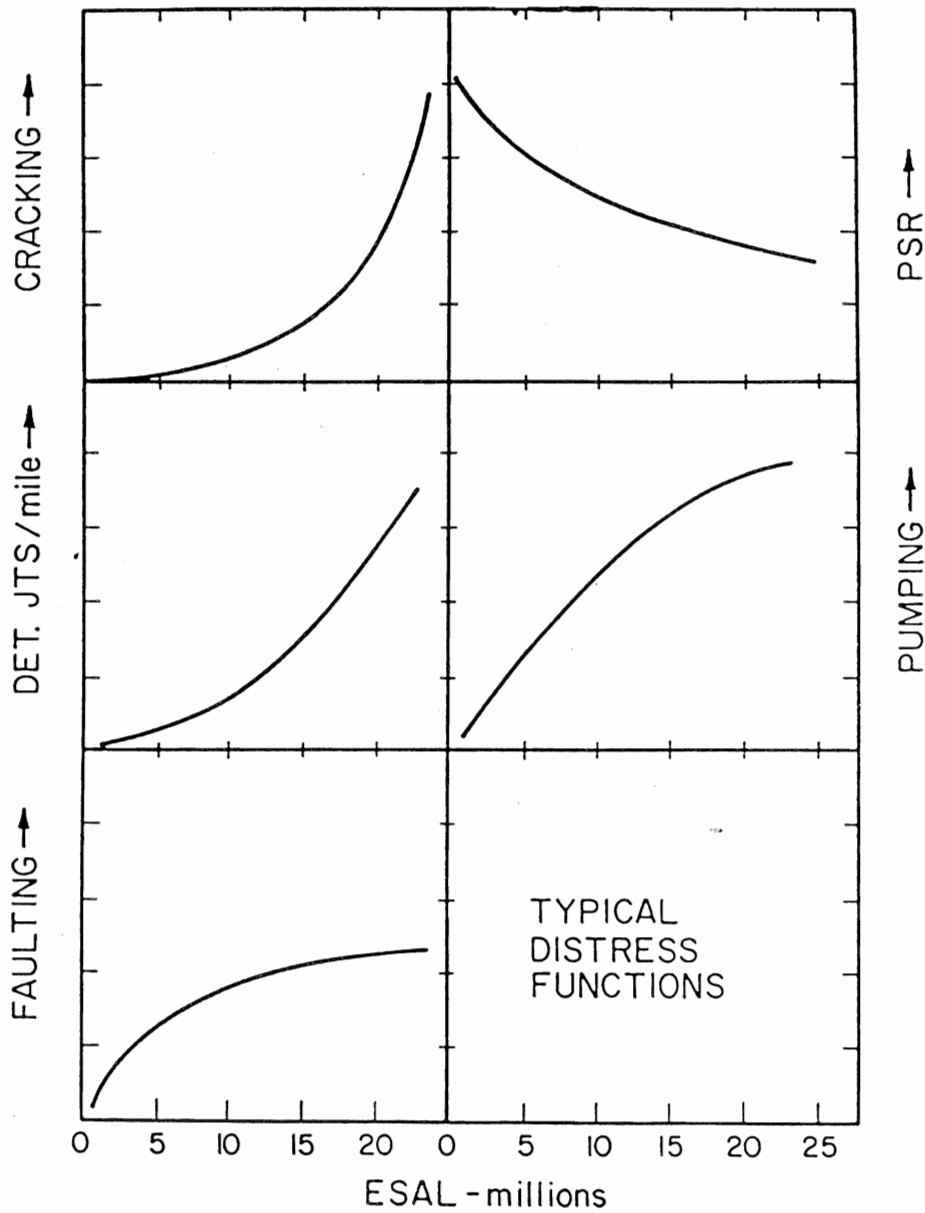 CRACKING →
PSR →
DET. JTS/mile →
PUMPING →
FAULTING →
TYPICAL
DISTRESS
FUNCTIONS
0 5 10 15 20 0 5 10 15 20 25
ESAL - millions